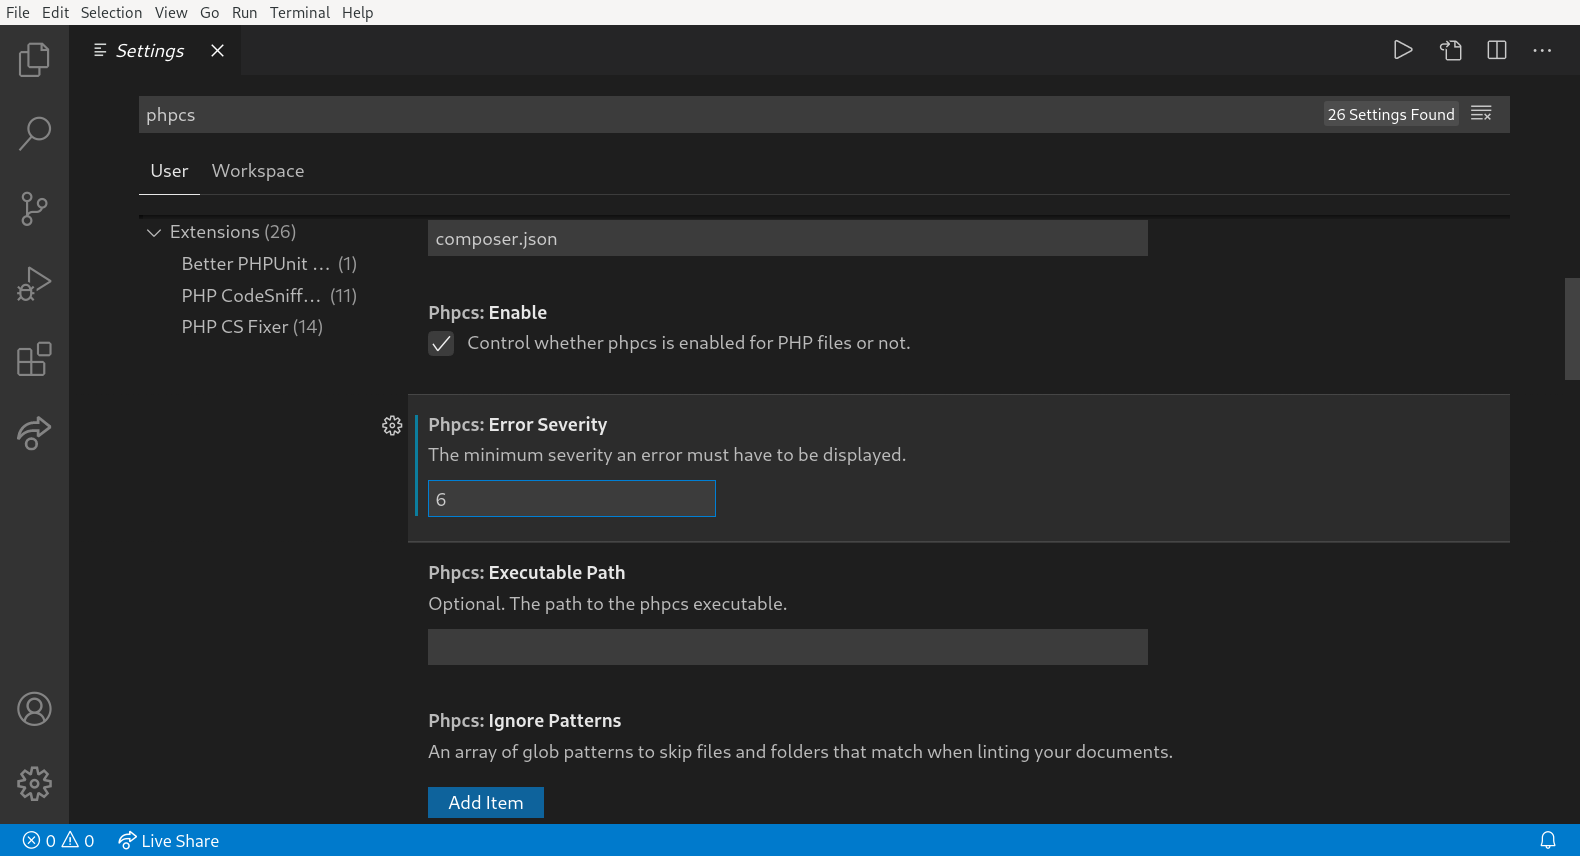 File Edit Selection View Go Run Terminal Help
Settings
phpcs
26 Settings Found
User Workspace
Extensions (26)
Better PHPUnit … (1)
PHP CodeSniff… (11)
PHP CS Fixer (14)
composer.json
Phpcs: Enable
Control whether phpcs is enabled for PHP files or not.
Phpcs: Error Severity
The minimum severity an error must have to be displayed.
6
Phpcs: Executable Path
Optional. The path to the phpcs executable.
Phpcs: Ignore Patterns
An array of glob patterns to skip files and folders that match when linting your documents.
Add Item
0 0 Live Share